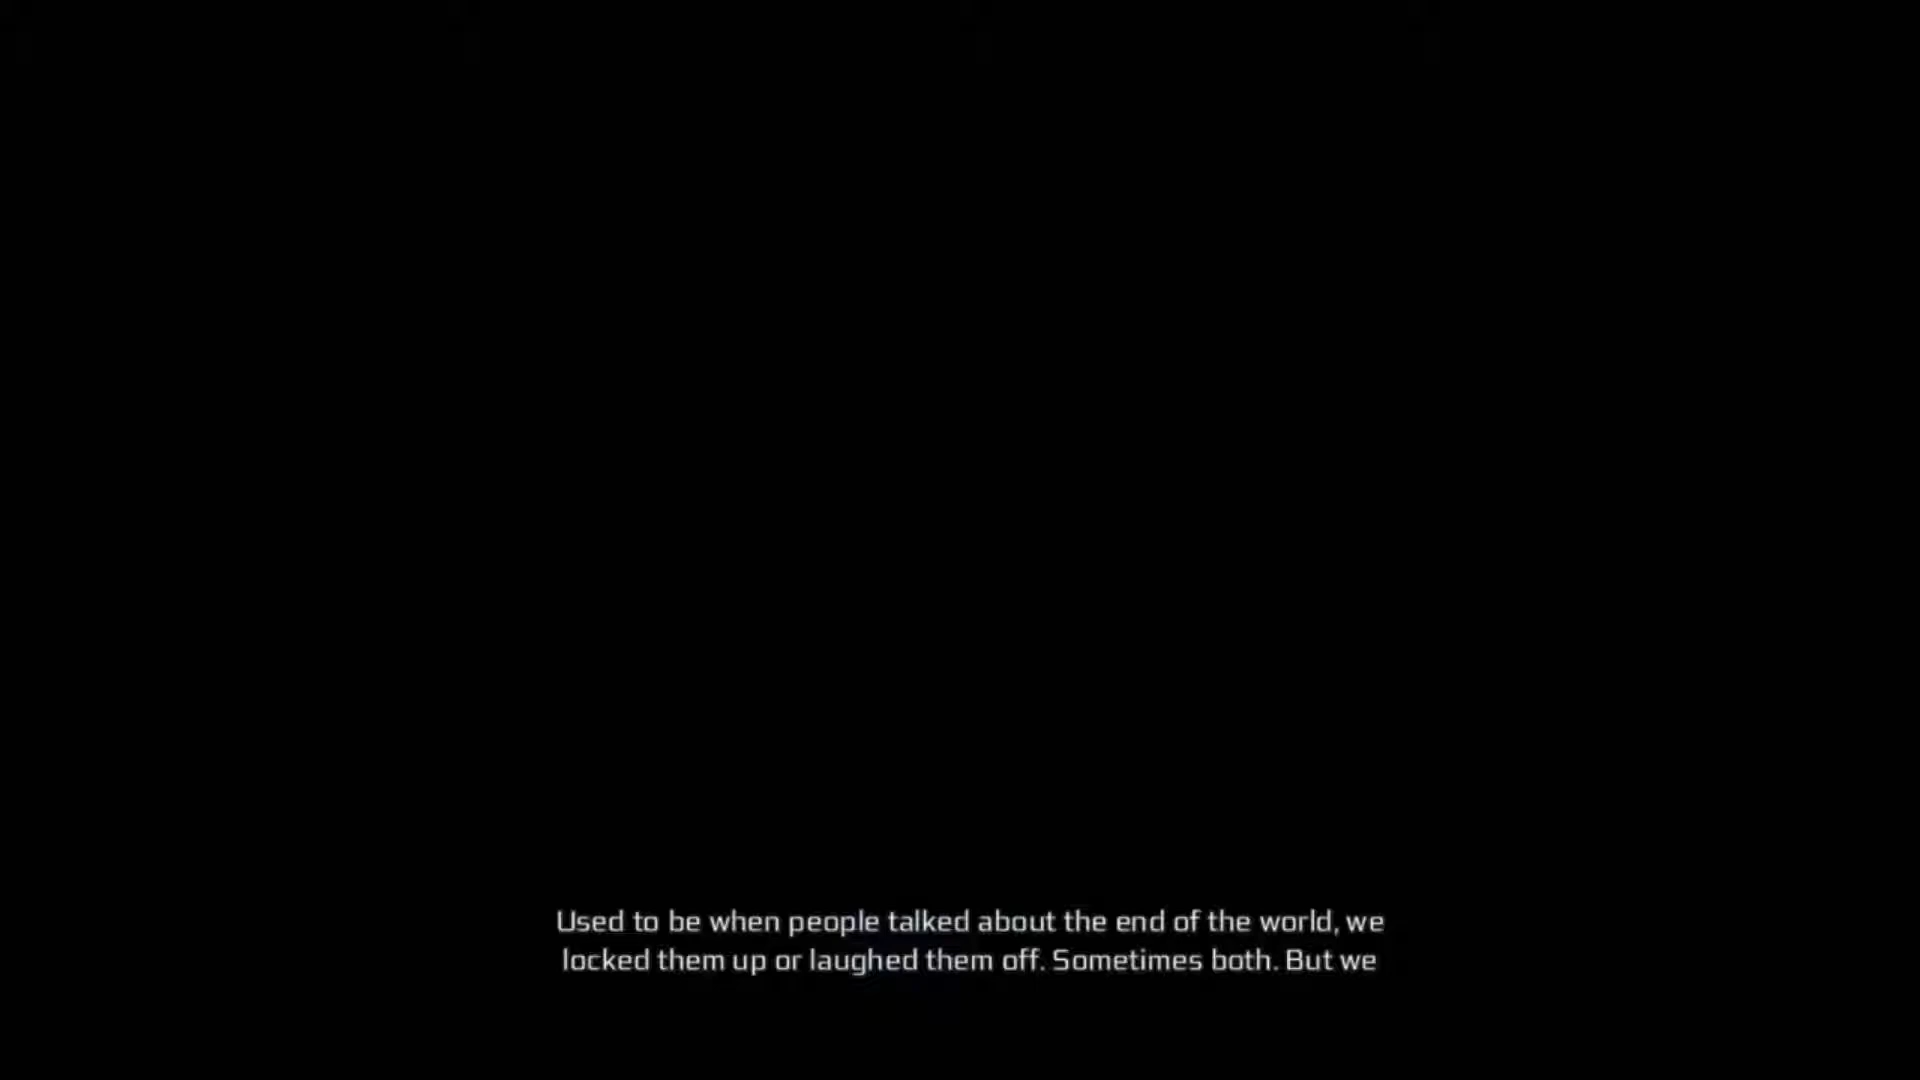 Used to be when people talked about the end of the world, we
locked them up or laughed them off. Sometimes both. But we